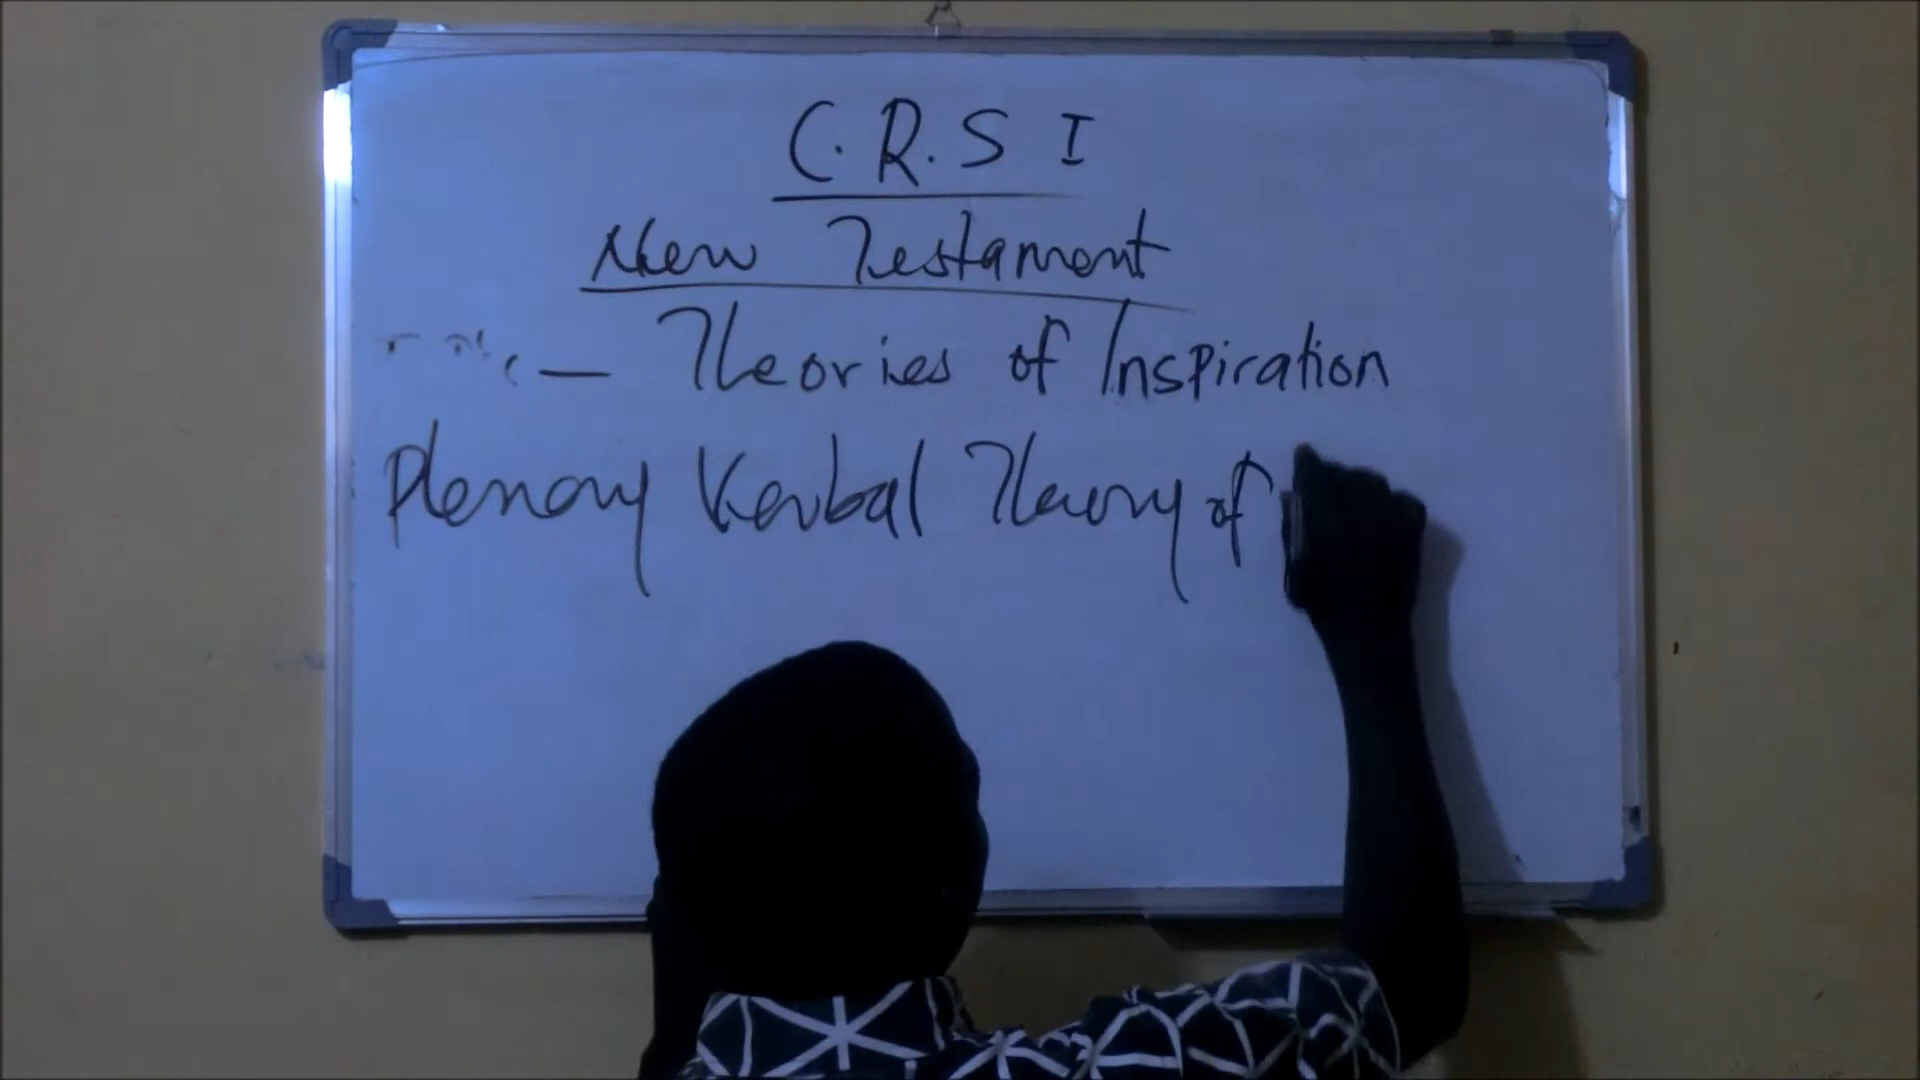 C.R.S I
New Testament
— Theories of Inspiration
Plenary Verbal Theory of